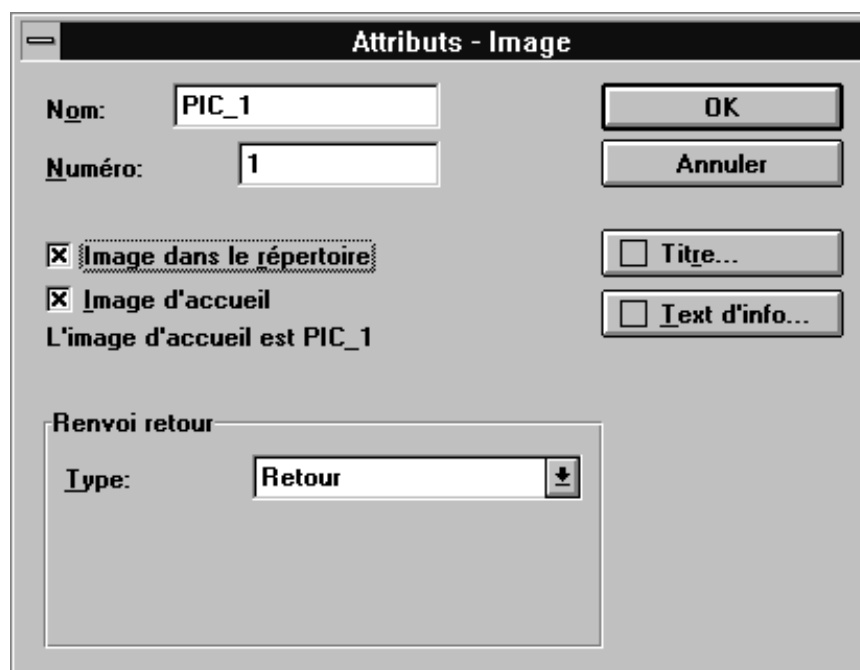 Attributs - Image
Nom: PIC_1
OK
Numéro: 1
Annuler
Image dans le répertoire
Titre...
Image d'accueil
Text d'info...
L'image d'accueil est PIC_1
Renvoi retour
Type: Retour